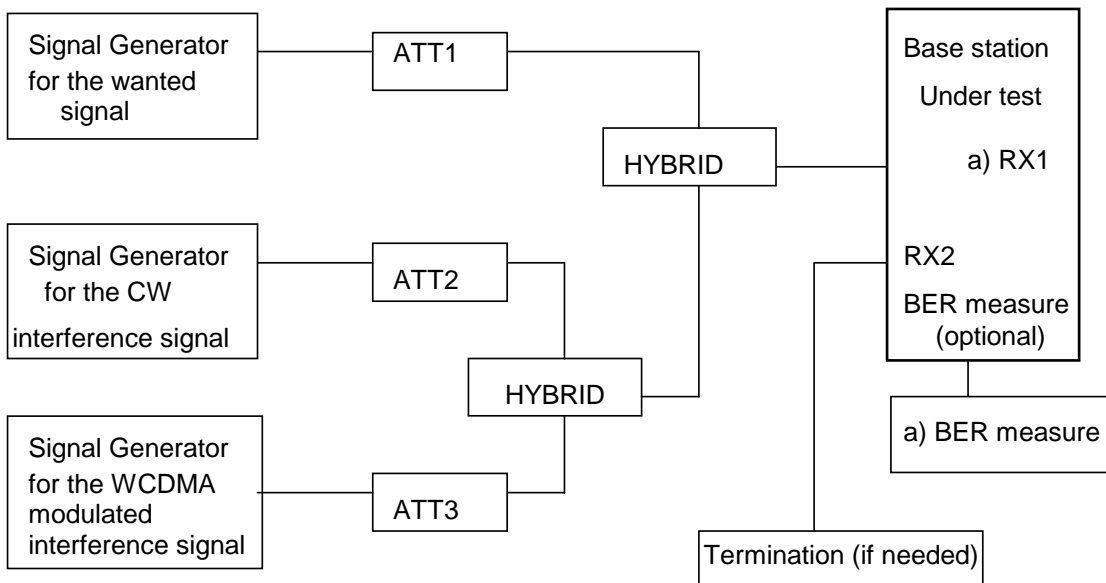 Signal Generator
for the wanted
signal
ATT1
HYBRID
Base station
Under test
a) RX1
Signal Generator
for the CW
interference signal
ATT2
RX2
BER measure
(optional)
HYBRID
a) BER measure
Signal Generator
for the WCDMA
modulated
interference signal
ATT3
Termination (if needed)